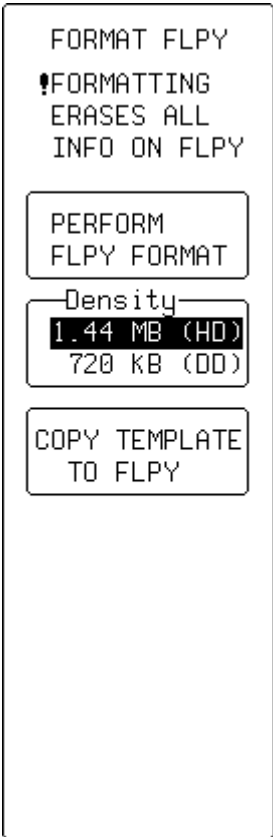 FORMAT FLPY
!FORMATTING
ERASES ALL
INFO ON FLPY
PERFORM
FLPY FORMAT
Density
1.44 MB (HD)
720 KB (DD)
COPY TEMPLATE
TO FLPY